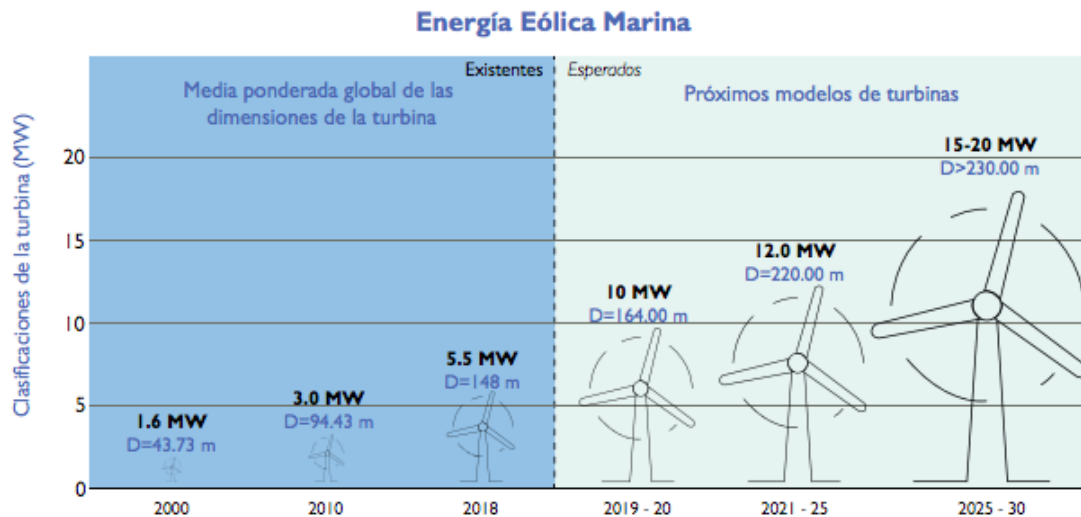 Energía Eólica Marina
Existentes
Esperados
Media ponderada global de las
dimensiones de la turbina
Próximos modelos de turbinas
Clasificaciones de la turbina (MW)
20
15
10
5
0
1.6 MW
D=43.73 m
3.0 MW
D=94.43 m
5.5 MW
D=148 m
10 MW
D=164.00 m
12.0 MW
D=220.00 m
15-20 MW
D>230.00 m
2000
2010
2018
2019 - 20
2021 - 25
2025 - 30